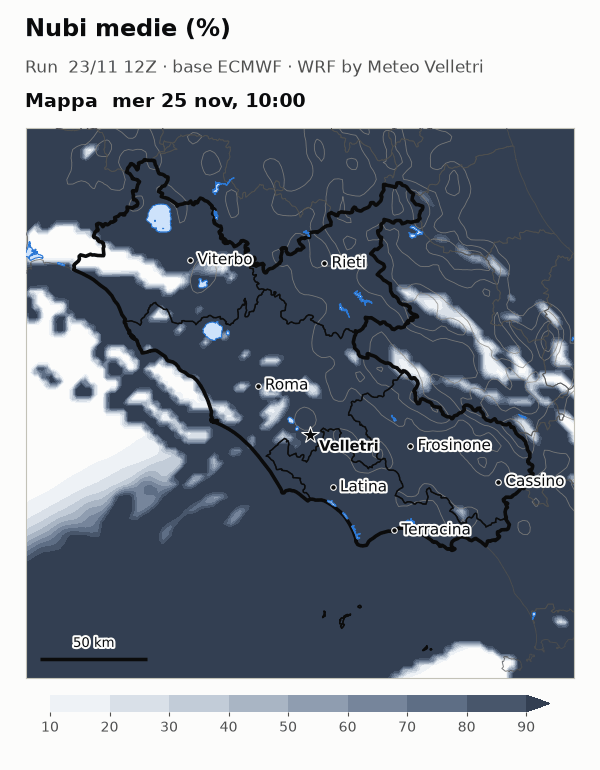 Nubi medie (%)
Run 23/11 12Z · base ECMWF · WRF by Meteo Velletri
Mappa mer 25 nov, 10:00
Viterbo
Rieti
Roma
Velletri
Frosinone
Cassino
Latina
Terracina
50 km
10 20 30 40 50 60 70 80 90